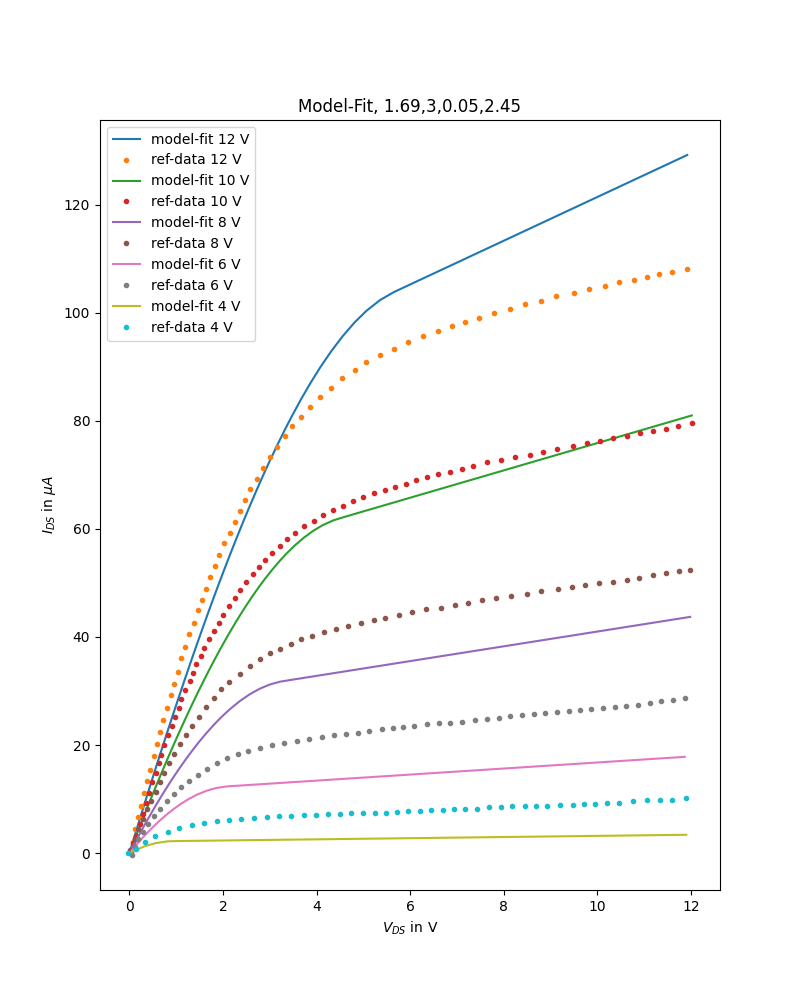 Model-Fit, 1.69,3,0.05,2.45
model-fit 12 V
ref-data 12 V
model-fit 10 V
ref-data 10 V
model-fit 8 V
ref-data 8 V
model-fit 6 V
ref-data 6 V
model-fit 4 V
ref-data 4 V
120
100
80
60
40
20
0
I_DS in μA
0 2 4 6 8 10 12
V_DS in V